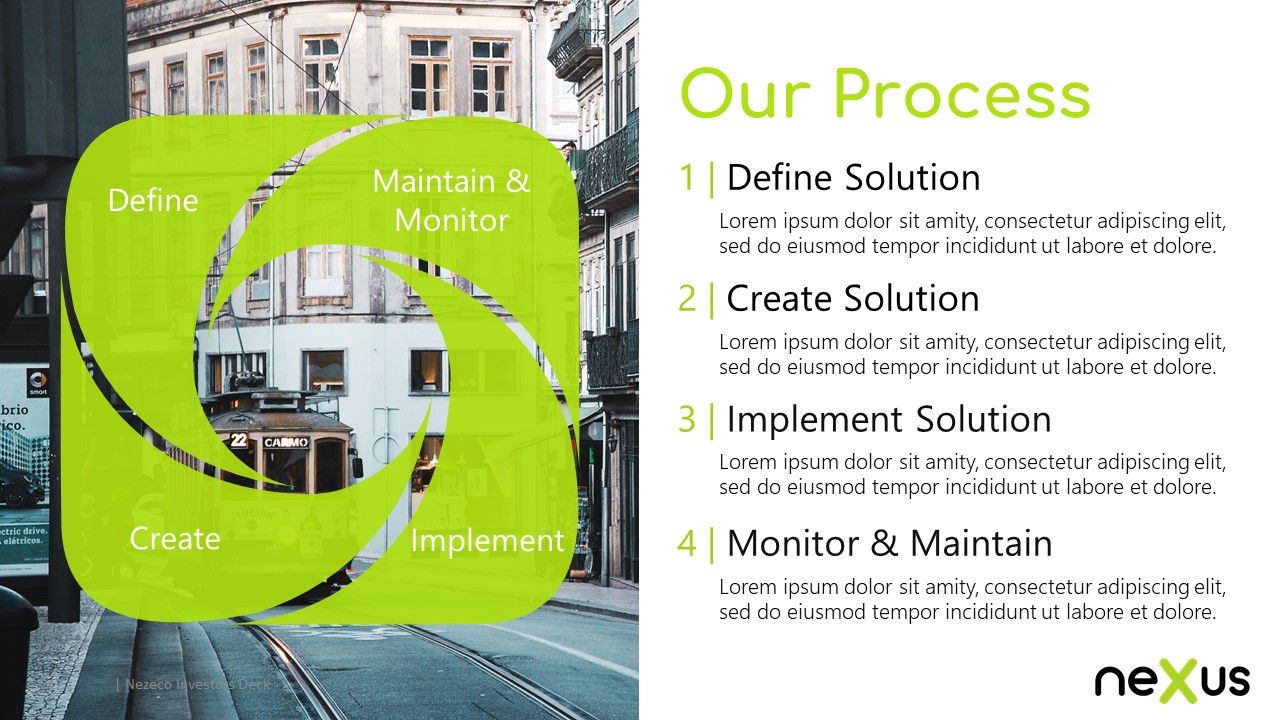 Define
Maintain &
Monitor
Create
Implement
smart
brio
ico.
ectric drive.
s elétricos.
22 CARMO
JAMESON
| Nezeco Investors Deck -
Our Process
1 | Define Solution
Lorem ipsum dolor sit amity, consectetur adipiscing elit,
sed do eiusmod tempor incididunt ut labore et dolore.
2 | Create Solution
Lorem ipsum dolor sit amity, consectetur adipiscing elit,
sed do eiusmod tempor incididunt ut labore et dolore.
3 | Implement Solution
Lorem ipsum dolor sit amity, consectetur adipiscing elit,
sed do eiusmod tempor incididunt ut labore et dolore.
4 | Monitor & Maintain
Lorem ipsum dolor sit amity, consectetur adipiscing elit,
sed do eiusmod tempor incididunt ut labore et dolore.
neXus